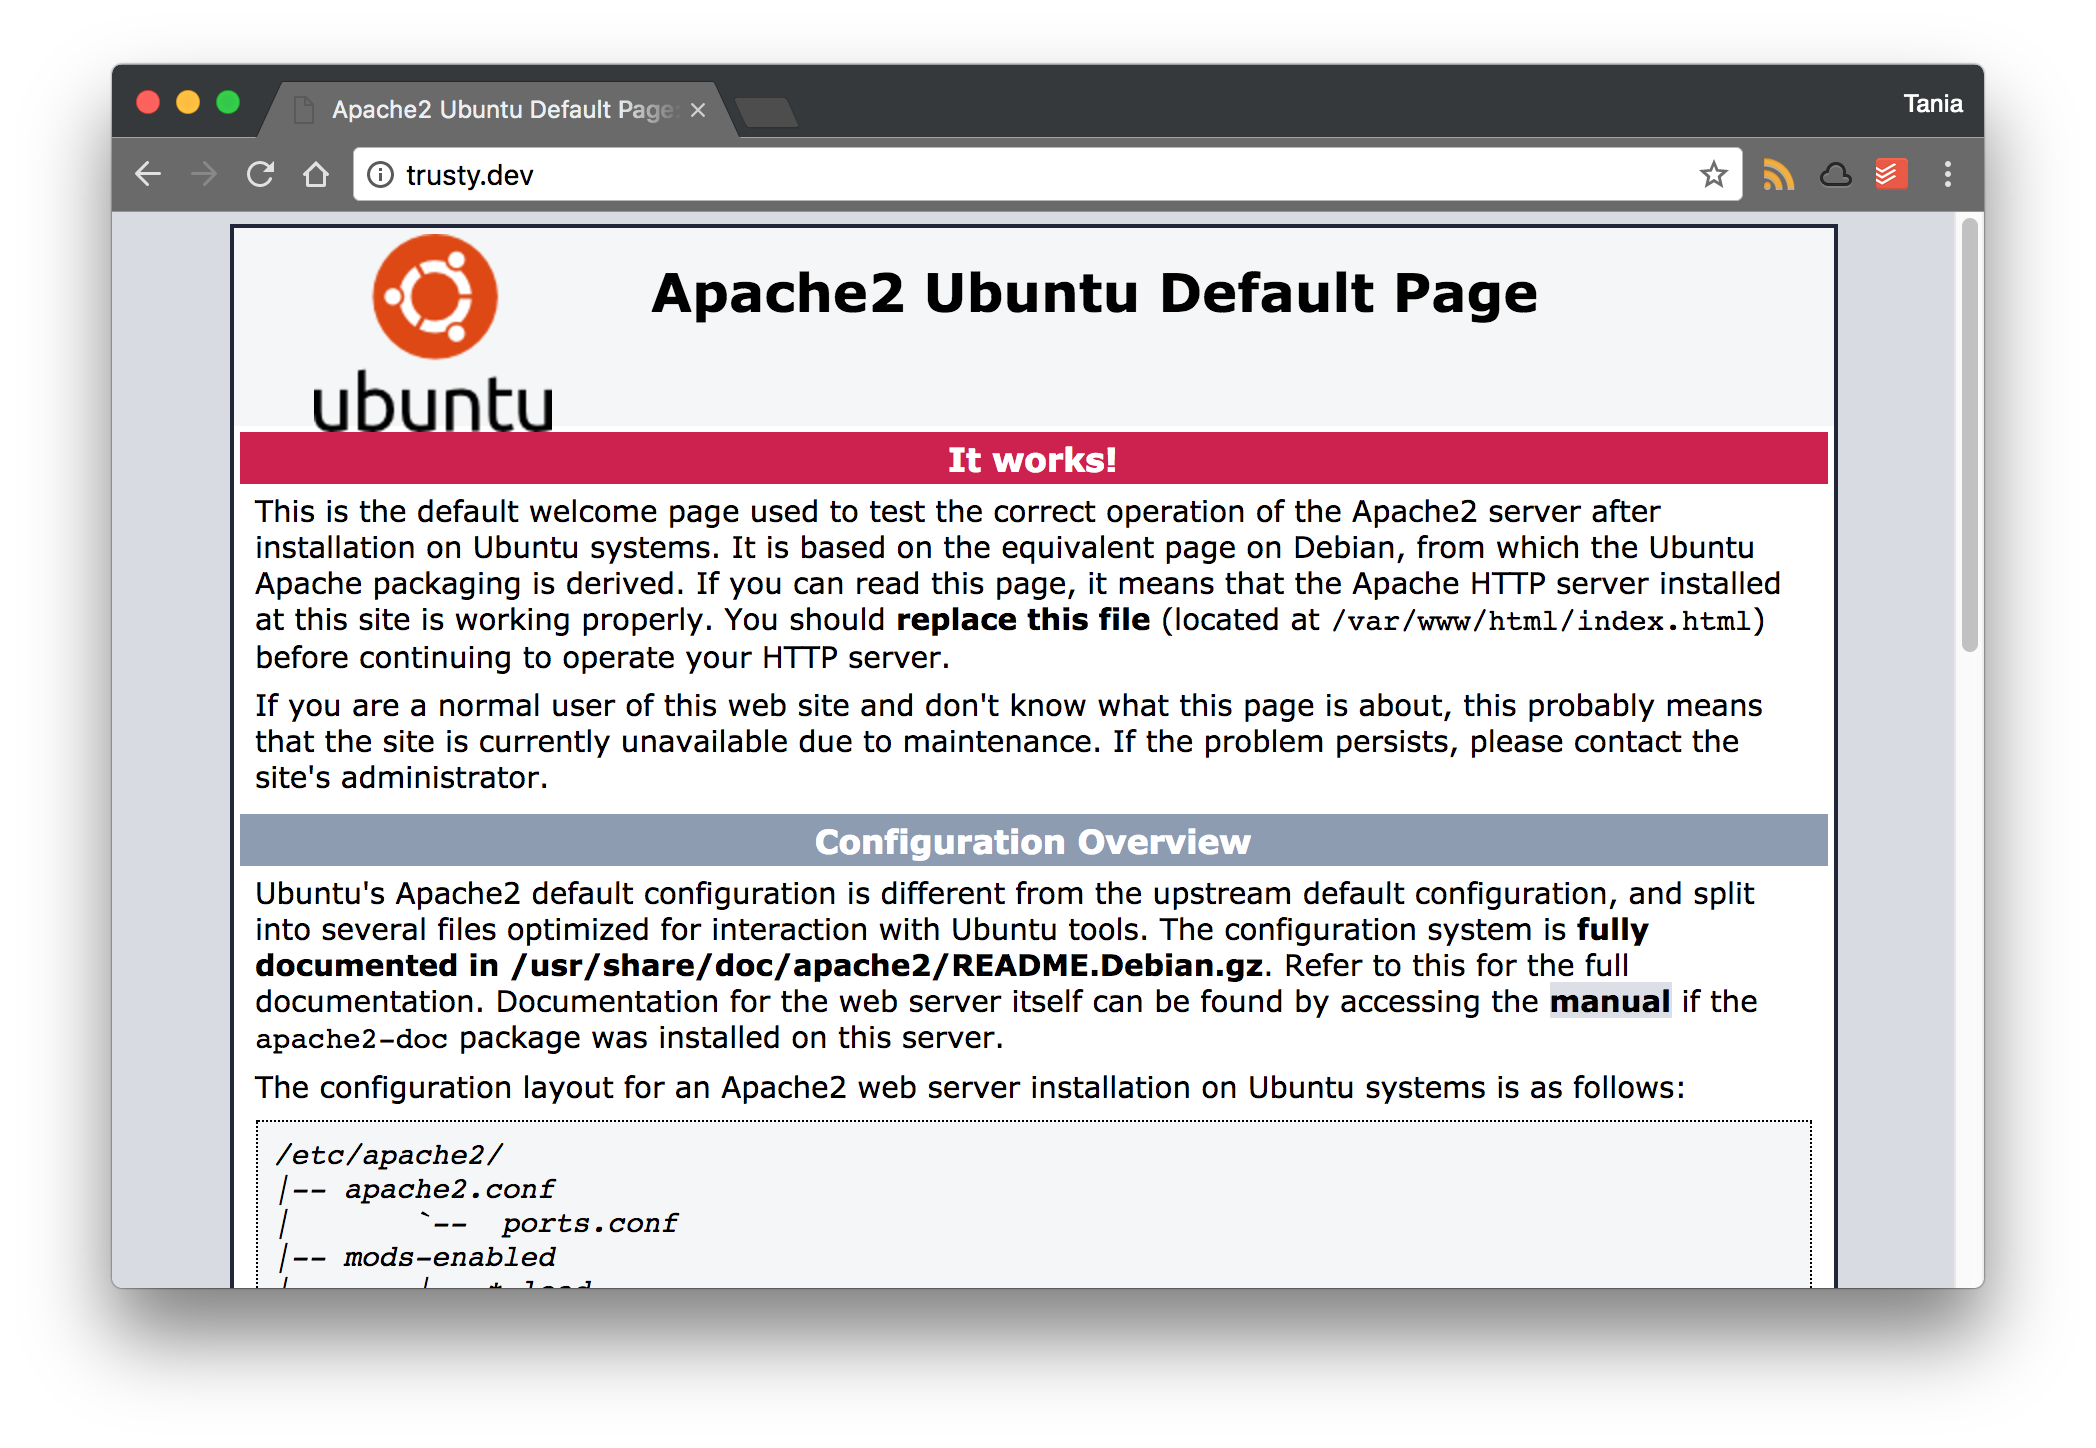 Apache2 Ubuntu Default Page:
Tania
trusty.dev
ubuntu
Apache2 Ubuntu Default Page
It works!
This is the default welcome page used to test the correct operation of the Apache2 server after
installation on Ubuntu systems. It is based on the equivalent page on Debian, from which the Ubuntu
Apache packaging is derived. If you can read this page, it means that the Apache HTTP server installed
at this site is working properly. You should replace this file (located at /var/www/html/index.html)
before continuing to operate your HTTP server.
If you are a normal user of this web site and don't know what this page is about, this probably means
that the site is currently unavailable due to maintenance. If the problem persists, please contact the
site's administrator.
Configuration Overview
Ubuntu's Apache2 default configuration is different from the upstream default configuration, and split
into several files optimized for interaction with Ubuntu tools. The configuration system is fully
documented in /usr/share/doc/apache2/README.Debian.gz. Refer to this for the full
documentation. Documentation for the web server itself can be found by accessing the manual if the
apache2-doc package was installed on this server.
The configuration layout for an Apache2 web server installation on Ubuntu systems is as follows:
/etc/apache2/
|-- apache2.conf
|       `--  ports.conf
|-- mods-enabled